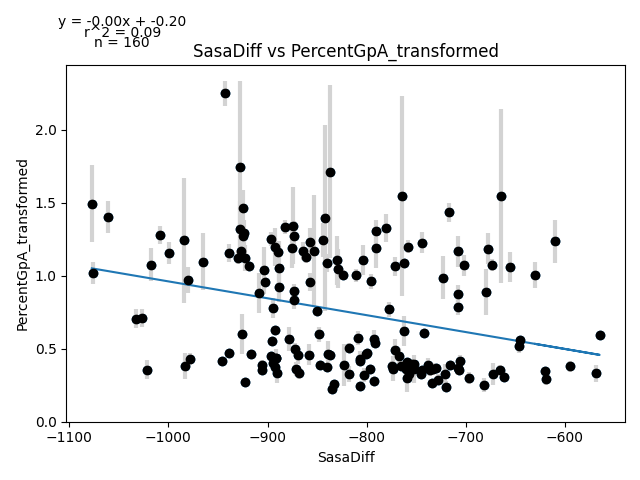 y = -0.00x + -0.20
r^2 = 0.09
n = 160
SasaDiff vs PercentGpA_transformed
PercentGpA_transformed
2.0
1.5
1.0
0.5
0.0
−1100 −1000 −900 −800 −700 −600
SasaDiff